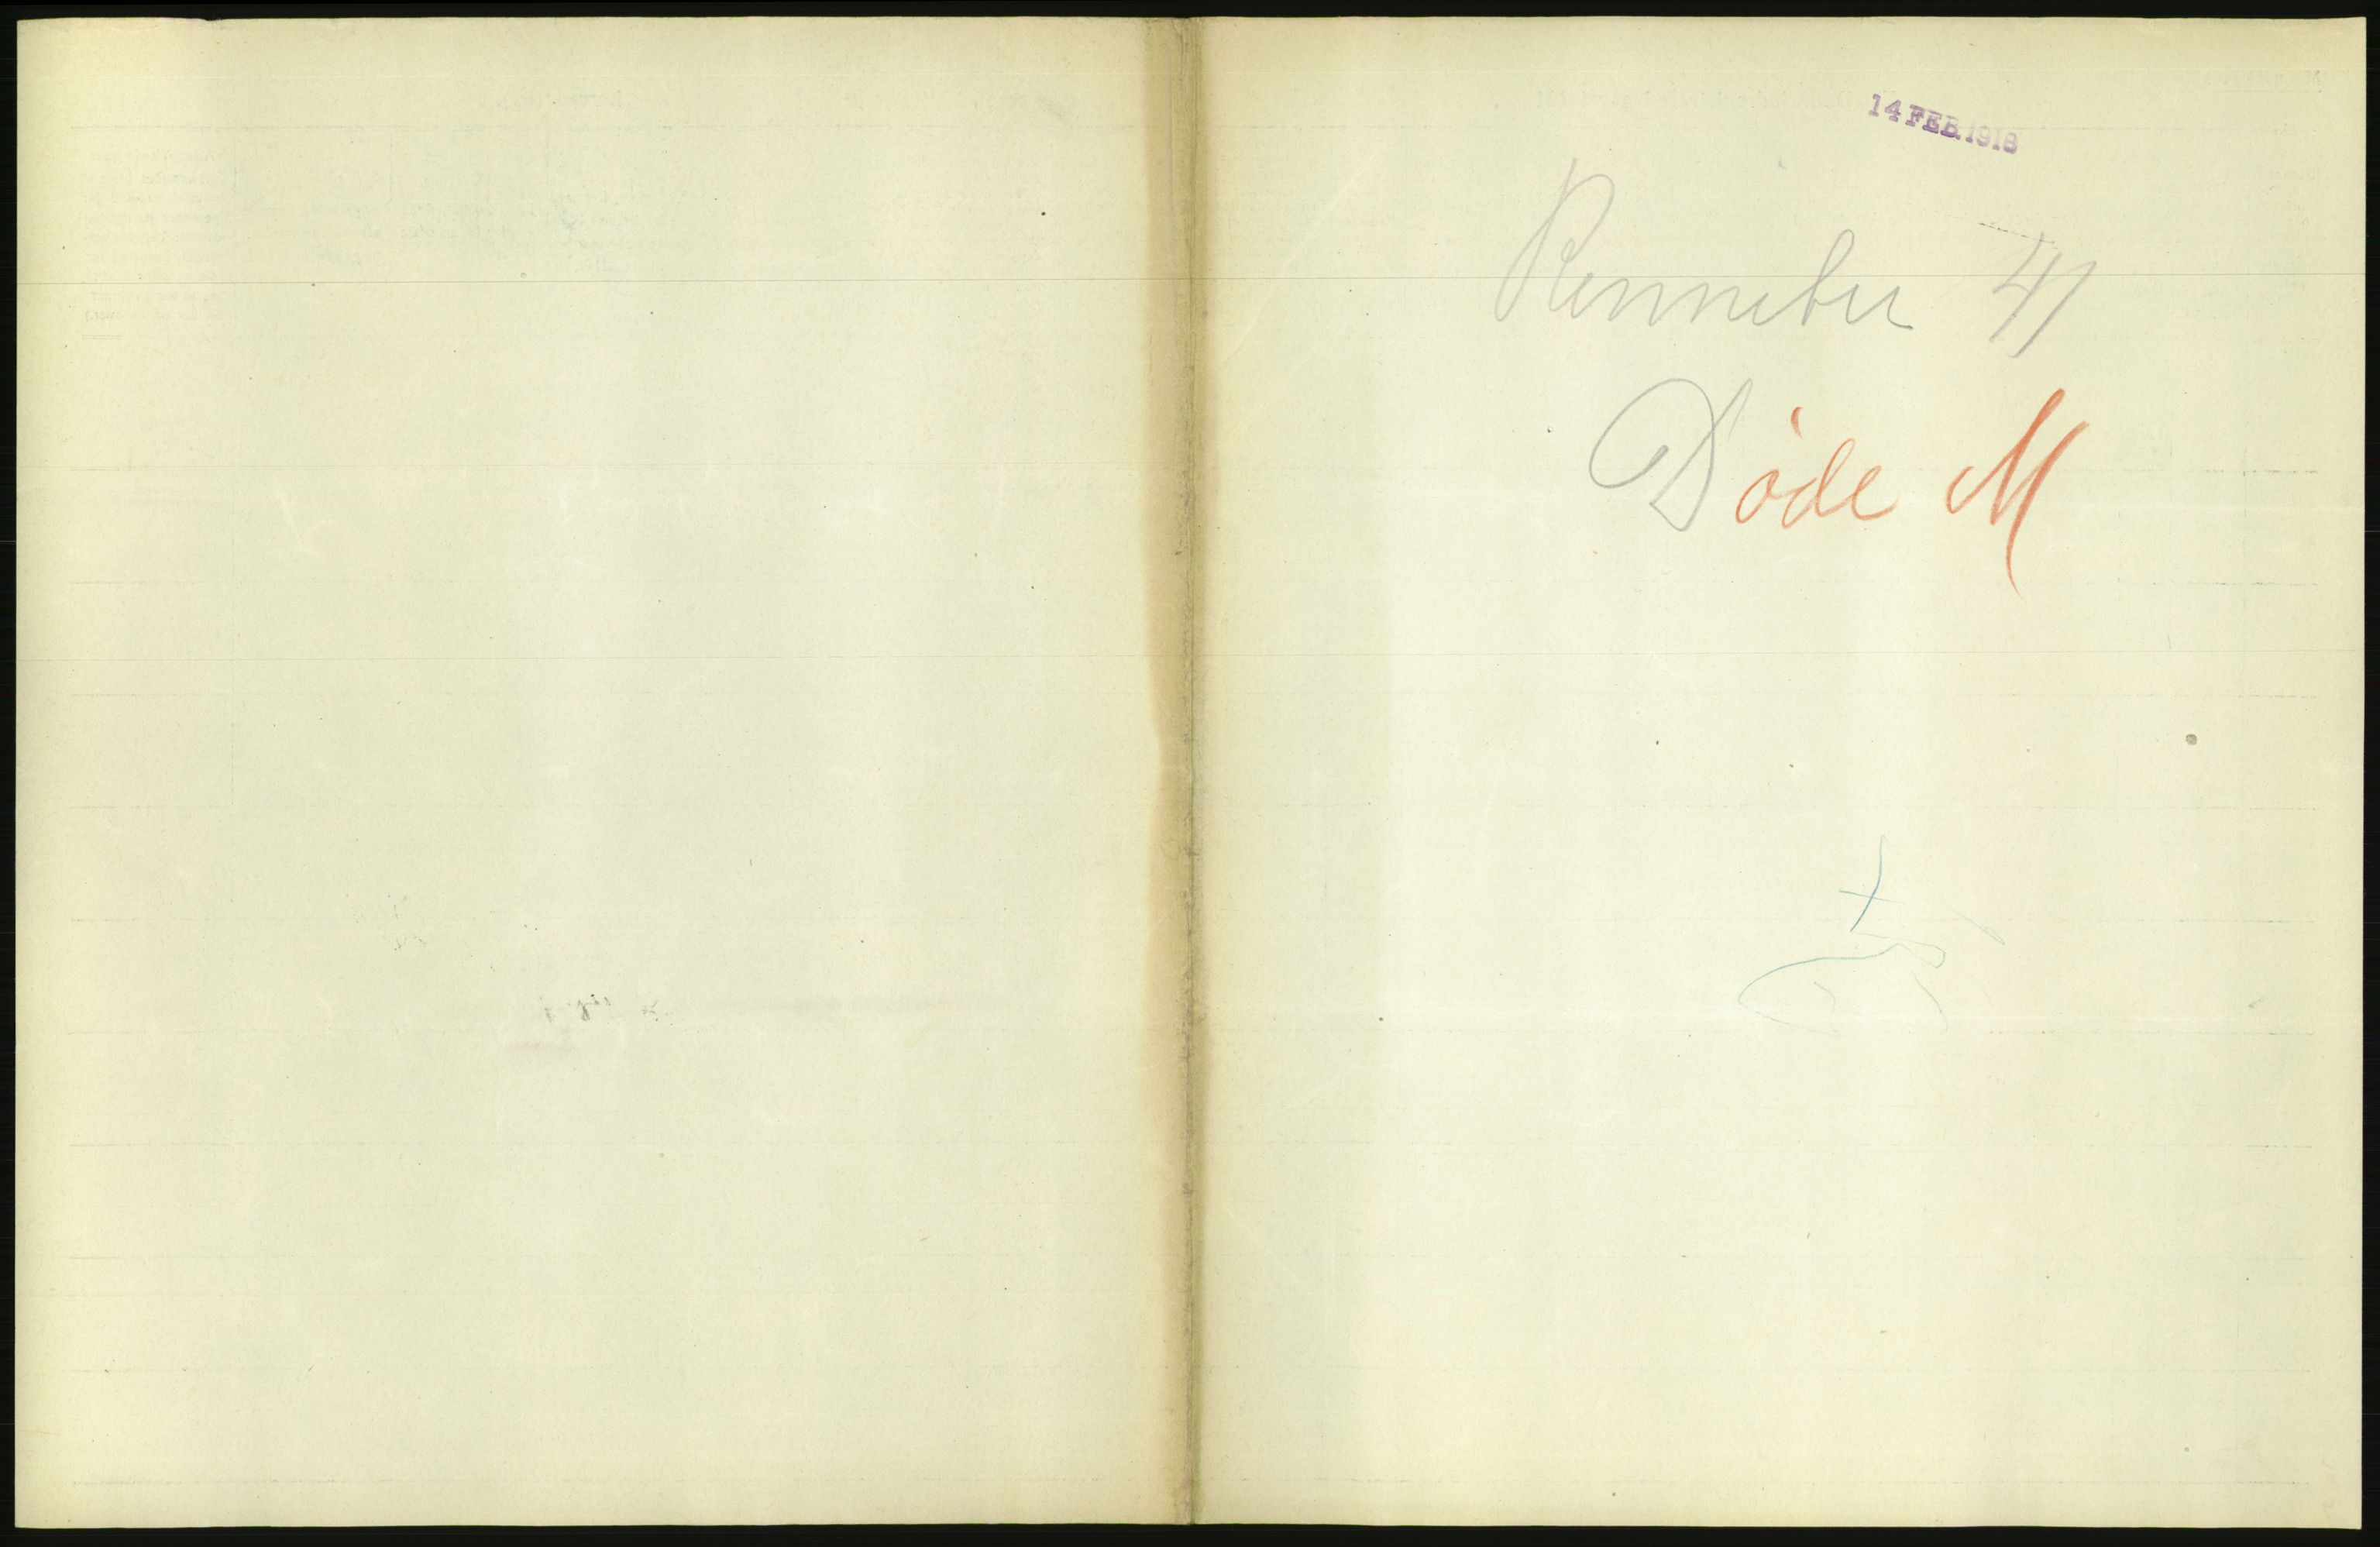 14 FEB. 1918
Rennebu 41
Døde M